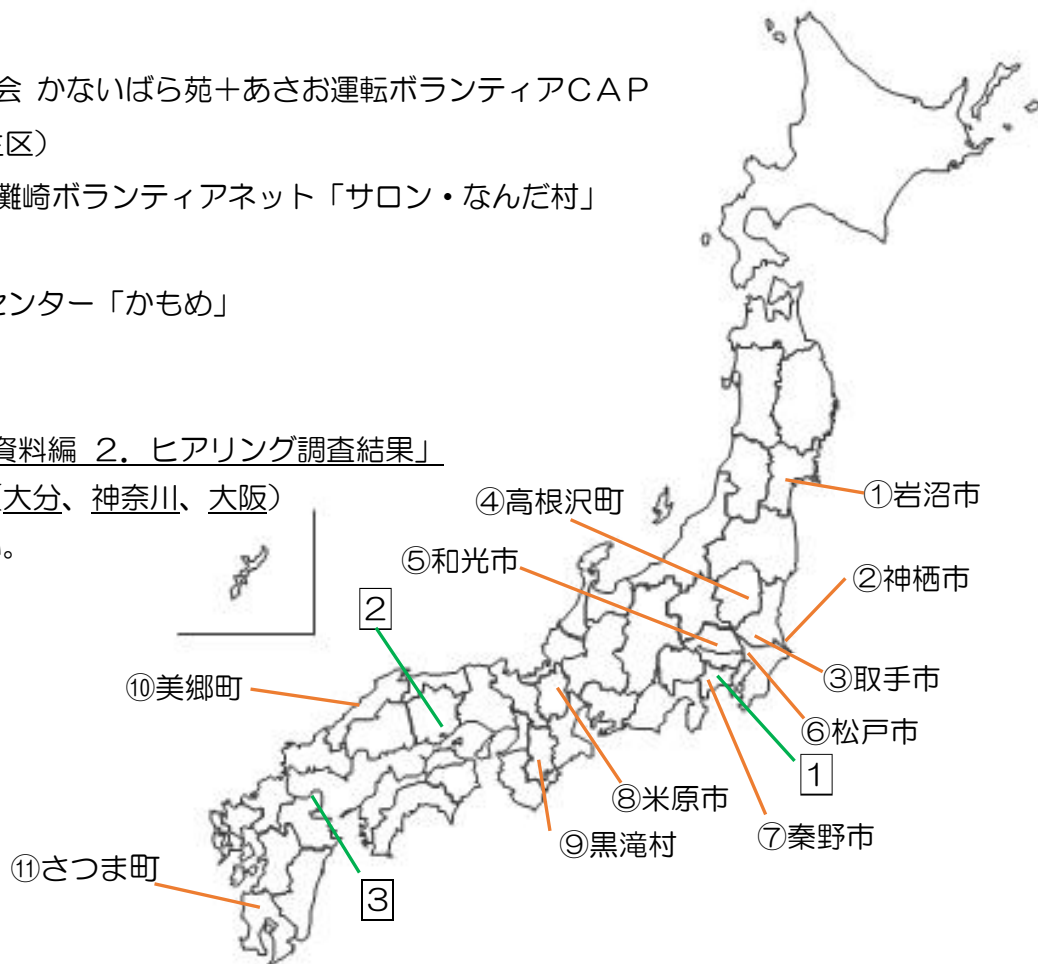 会 かないばら苑＋あさお運転ボランティアＣＡＰ
区）
灘崎ボランティアネット「サロン・なんだ村」
センター「かもめ」
資料編 ２．ヒアリング調査結果」
大分、神奈川、大阪）
。
④高根沢町
①岩沼市
⑤和光市
②神栖市
2
③取手市
⑩美郷町
⑥松戸市
1
⑧米原市
⑦秦野市
⑨黒滝村
⑪さつま町
3